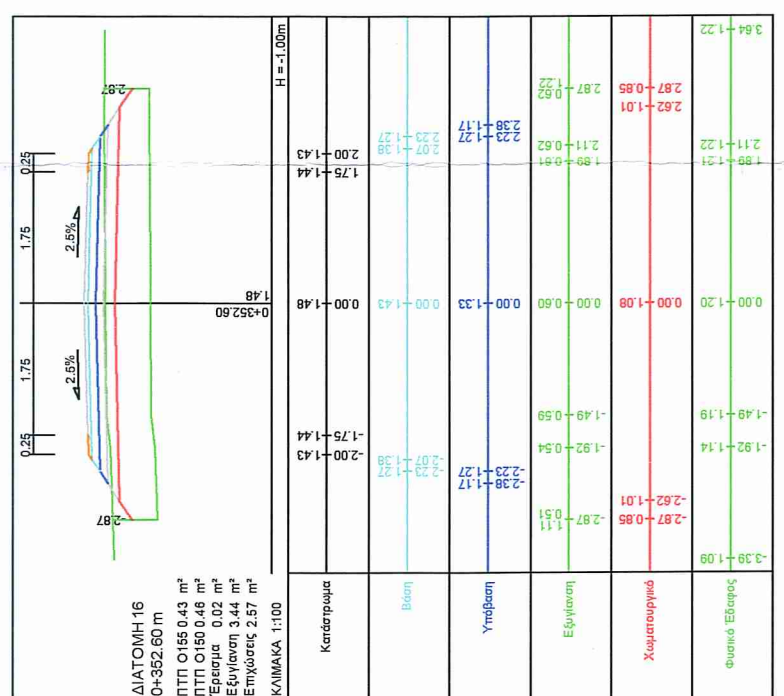 ΔΙΑΤΟΜΗ 16
0+352.60 m
ΠΤΠ Ο155 0.43 m²
ΠΤΠ Ο150 0.46 m²
Έρεισμα 0.02 m²
Εξυγίανση 3.44 m²
Επιχώσεις 2.57 m²
ΚΛΙΜΑΚΑ 1:100
0.25 1.75 1.75 0.25
2.5% 2.5%
-2.87 2.87
0+352.60
1.48
H = -1.00m
Κατάστρωμα
-2.00 1.43
-1.75 1.44
0.00 1.48
1.75 1.44
2.00 1.43
Βάση
-2.23 1.27
-2.07 1.38
0.00 1.43
2.07 1.38
2.23 1.27
Υπόβαση
-2.38 1.17
-2.23 1.27
0.00 1.33
2.23 1.27
2.38 1.17
Εξυγίανση
-2.87 1.11 0.51
-1.92 0.54
-1.49 0.59
0.00 0.60
1.89 0.61
2.11 0.62
2.87 0.62 1.22
Χωματουργικά
-2.87 0.85
-2.62 1.01
0.00 1.08
2.62 1.01
2.87 0.85
Φυσικό Έδαφος
-3.39 1.09
-1.92 1.14
-1.49 1.19
0.00 1.20
1.89 1.21
2.11 1.22
3.64 1.22